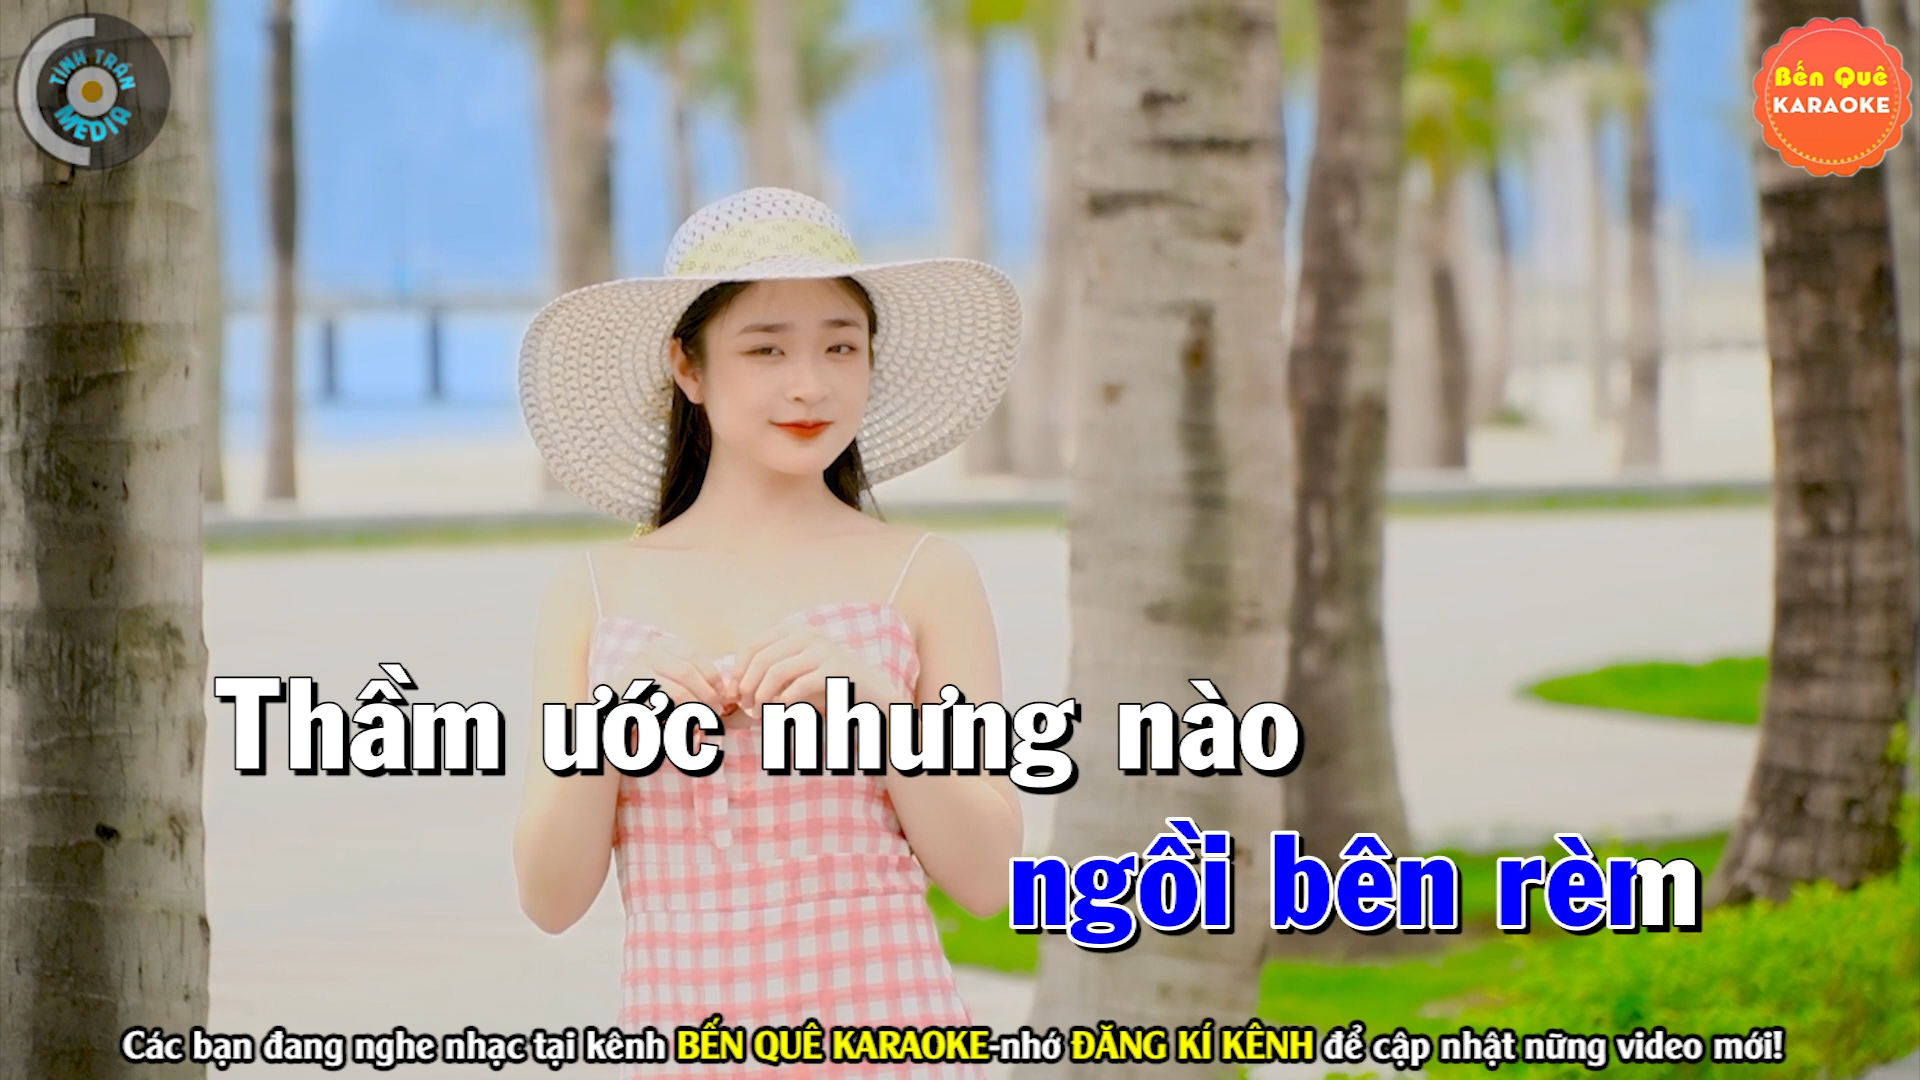 TÌNH TRẦN
MEDIA
Bến Quê
KARAOKE
Thầm ước nhưng nào
ngồi bên rèm
Các bạn đang nghe nhạc tại kênh BẾN QUÊ KARAOKE-nhớ ĐĂNG KÍ KÊNH để cập nhật nững video mới!